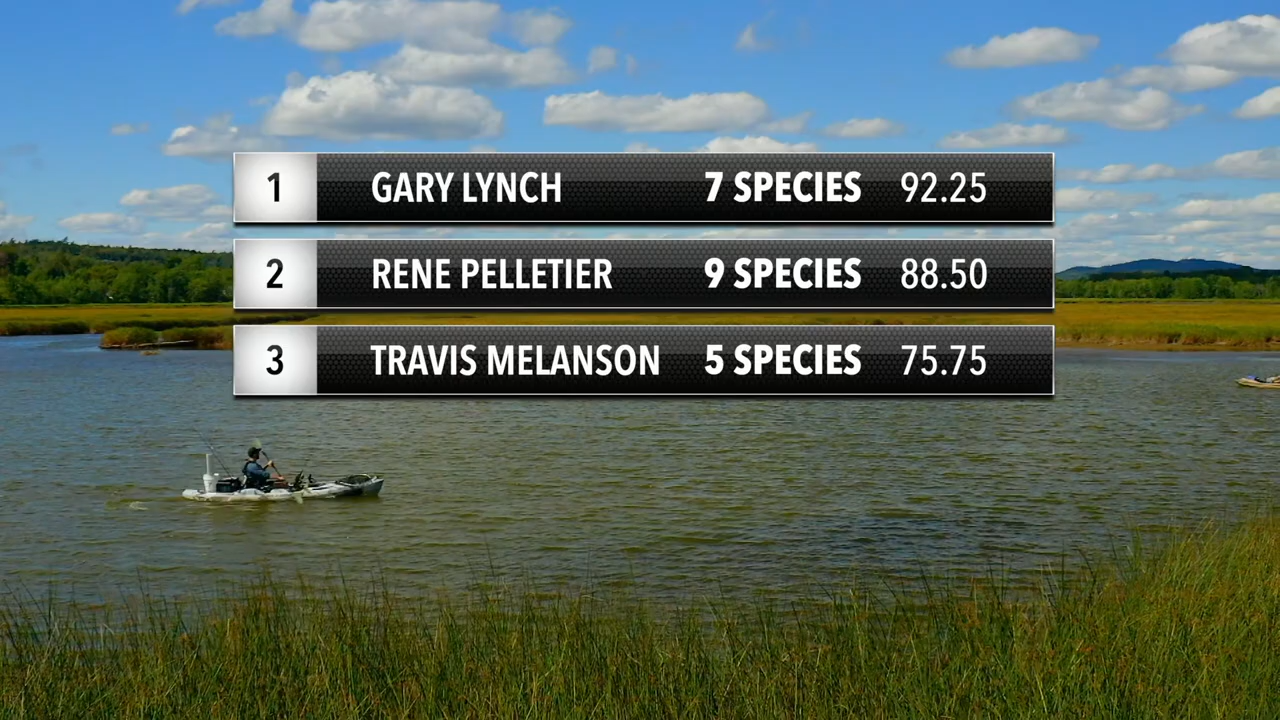 1 GARY LYNCH 7 SPECIES 92.25
2 RENE PELLETIER 9 SPECIES 88.50
3 TRAVIS MELANSON 5 SPECIES 75.75